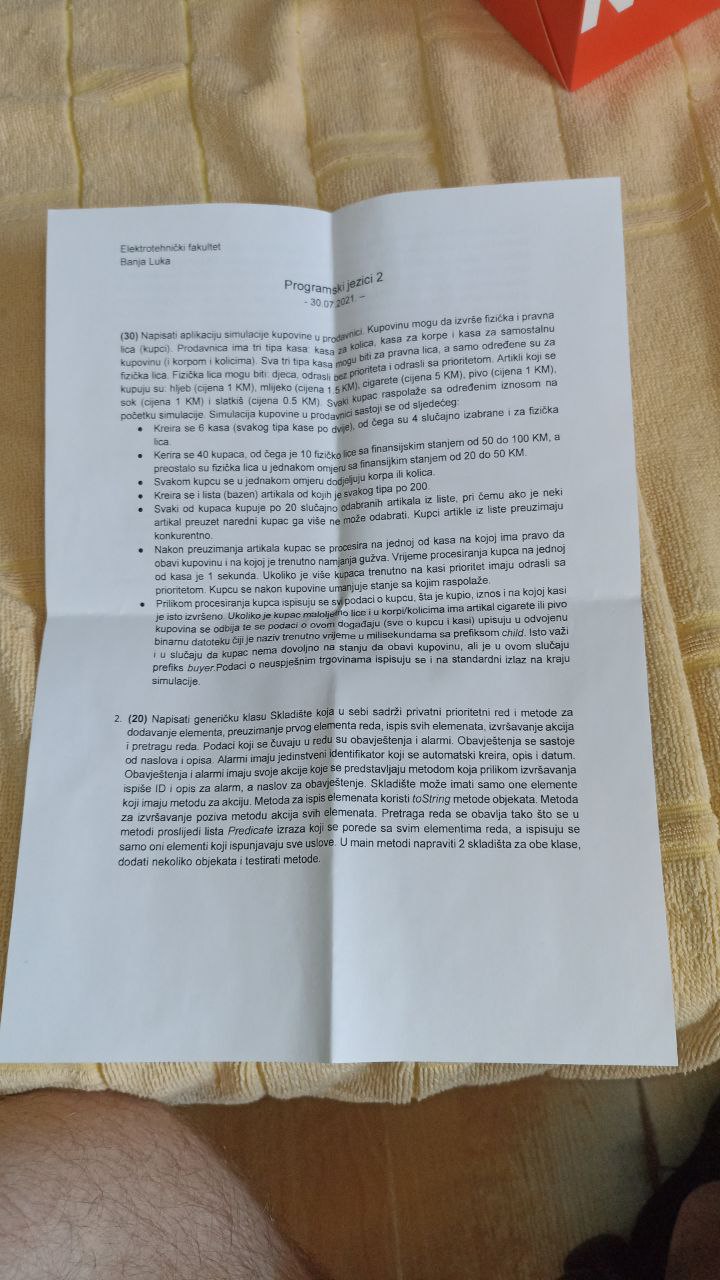 N
Elektrotehnički fakultet
Banja Luka
Programski jezici 2
- 30.07.2021. –
(30) Napisati aplikaciju simulacije kupovine u prodavnici. Kupovinu mogu da izvrše fizička i pravna
lica (kupci). Prodavnica ima tri tipa kasa: kasa za kolica, kasa za korpe i kasa za samostalnu
kupovinu (i korpom i kolicima). Sva tri tipa kasa mogu biti za pravna lica, a samo određene su za
fizička lica. Fizička lica mogu biti: djeca, odrasli bez prioriteta i odrasli sa prioritetom. Artikli koji se
kupuju su: hljeb (cijena 1 KM), mlijeko (cijena 1.5 KM), cigarete (cijena 5 KM), pivo (cijena 1 KM),
sok (cijena 1 KM) i slatkiš (cijena 0.5 KM). Svaki kupac raspolaže sa određenim iznosom na
početku simulacije. Simulacija kupovine u prodavnici sastoji se od sljedećeg:
• Kreira se 6 kasa (svakog tipa kase po dvije), od čega su 4 slučajno izabrane i za fizička
lica.
• Kerira se 40 kupaca, od čega je 10 fizičko lice sa finansijskim stanjem od 50 do 100 KM, a
preostalo su fizička lica u jednakom omjeru sa finansijkim stanjem od 20 do 50 KM.
• Svakom kupcu se u jednakom omjeru dodjeljuju korpa ili kolica.
• Kreira se i lista (bazen) artikala od kojih je svakog tipa po 200.
• Svaki od kupaca kupuje po 20 slučajno odabranih artikala iz liste, pri čemu ako je neki
artikal preuzet naredni kupac ga više ne može odabrati. Kupci artikle iz liste preuzimaju
konkurentno.
• Nakon preuzimanja artikala kupac se procesira na jednoj od kasa na kojoj ima pravo da
obavi kupovinu i na kojoj je trenutno namjanja gužva. Vrijeme procesiranja kupca na jednoj
od kasa je 1 sekunda. Ukoliko je više kupaca trenutno na kasi prioritet imaju odrasli sa
prioritetom. Kupcu se nakon kupovine umanjuje stanje sa kojim raspolaže.
• Prilikom procesiranja kupca ispisuju se svi podaci o kupcu, šta je kupio, iznos i na kojoj kasi
je isto izvršeno. Ukoliko je kupac maloljetno lice i u korpi/kolicima ima artikal cigarete ili pivo
kupovina se odbija te se podaci o ovom događaju (sve o kupcu i kasi) upisuju u odvojenu
binarnu datoteku čiji je naziv trenutno vrijeme u milisekundama sa prefiksom child. Isto važi
i u slučaju da kupac nema dovoljno na stanju da obavi kupovinu, ali je u ovom slučaju
prefiks buyer.Podaci o neuspješnim trgovinama ispisuju se i na standardni izlaz na kraju
simulacije.
2. (20) Napisati generičku klasu Skladište koja u sebi sadrži privatni prioritetni red i metode za
dodavanje elementa, preuzimanje prvog elementa reda, ispis svih elemenata, izvršavanje akcija
i pretragu reda. Podaci koji se čuvaju u redu su obavještenja i alarmi. Obavještenja se sastoje
od naslova i opisa. Alarmi imaju jedinstveni identifikator koji se automatski kreira, opis i datum.
Obavještenja i alarmi imaju svoje akcije koje se predstavljaju metodom koja prilikom izvršavanja
ispiše ID i opis za alarm, a naslov za obavještenje. Skladište može imati samo one elemente
koji imaju metodu za akciju. Metoda za ispis elemenata koristi toString metode objekata. Metoda
za izvršavanje poziva metodu akcija svih elemenata. Pretraga reda se obavlja tako što se u
metodi proslijedi lista Predicate izraza koji se porede sa svim elementima reda, a ispisuju se
samo oni elementi koji ispunjavaju sve uslove. U main metodi napraviti 2 skladišta za obe klase,
dodati nekoliko objekata i testirati metode.